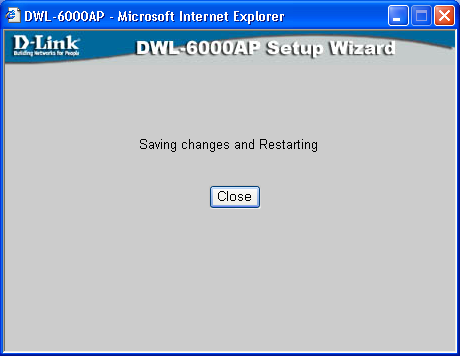 DWL-6000AP - Microsoft Internet Explorer
D-Link
Building Networks for People
DWL-6000AP Setup Wizard
Saving changes and Restarting
Close